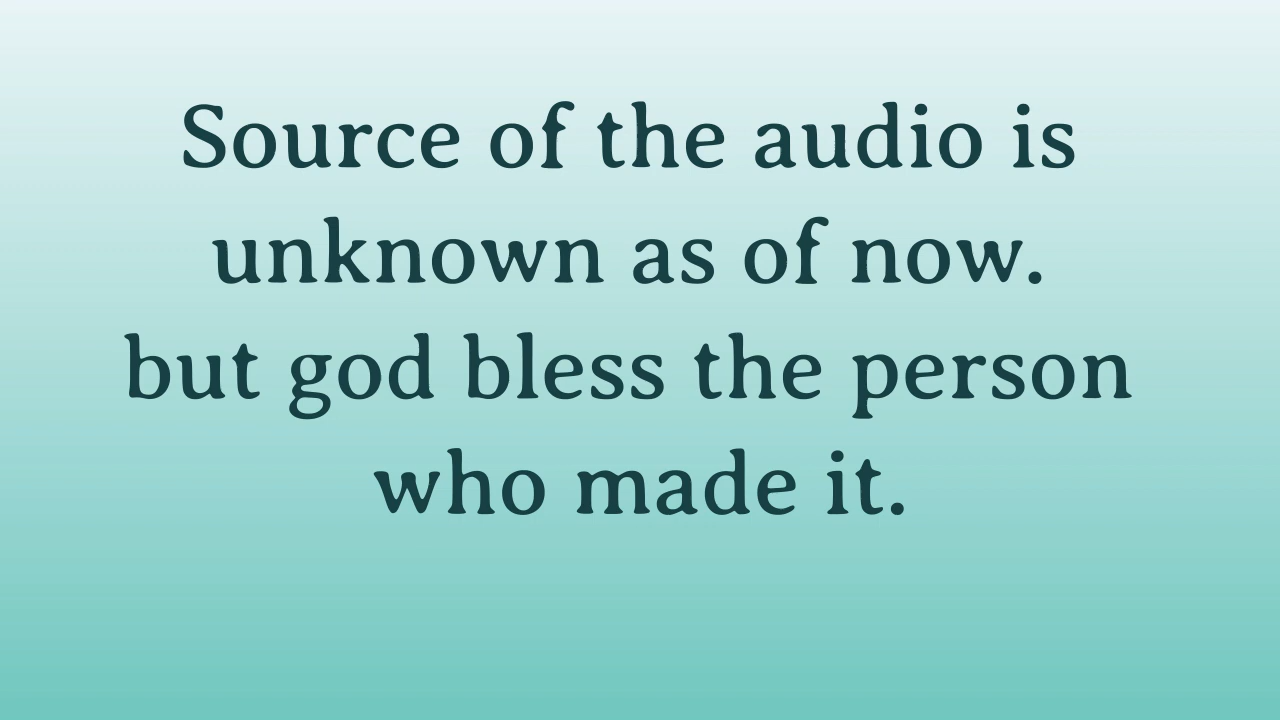 Source of the audio is
unknown as of now.
but god bless the person
who made it.